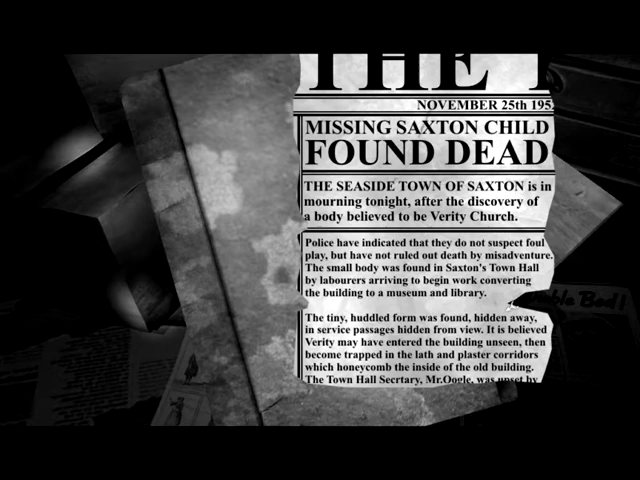 THE
NOVEMBER 25th 195
MISSING SAXTON CHILD
FOUND DEAD
THE SEASIDE TOWN OF SAXTON is in
mourning tonight, after the discovery of
a body believed to be Verity Church.
Police have indicated that they do not suspect foul
play, but have not ruled out death by misadventure.
The small body was found in Saxton's Town Hall
by labourers arriving to begin work converting
the building to a museum and library.
The tiny, huddled form was found, hidden away,
in service passages hidden from view. It is believed
Verity may have entered the building unseen, then
become trapped in the lath and plaster corridors
which honeycomb the inside of the old building.
The Town Hall Secrtary, Mr.Oogle, was upset by